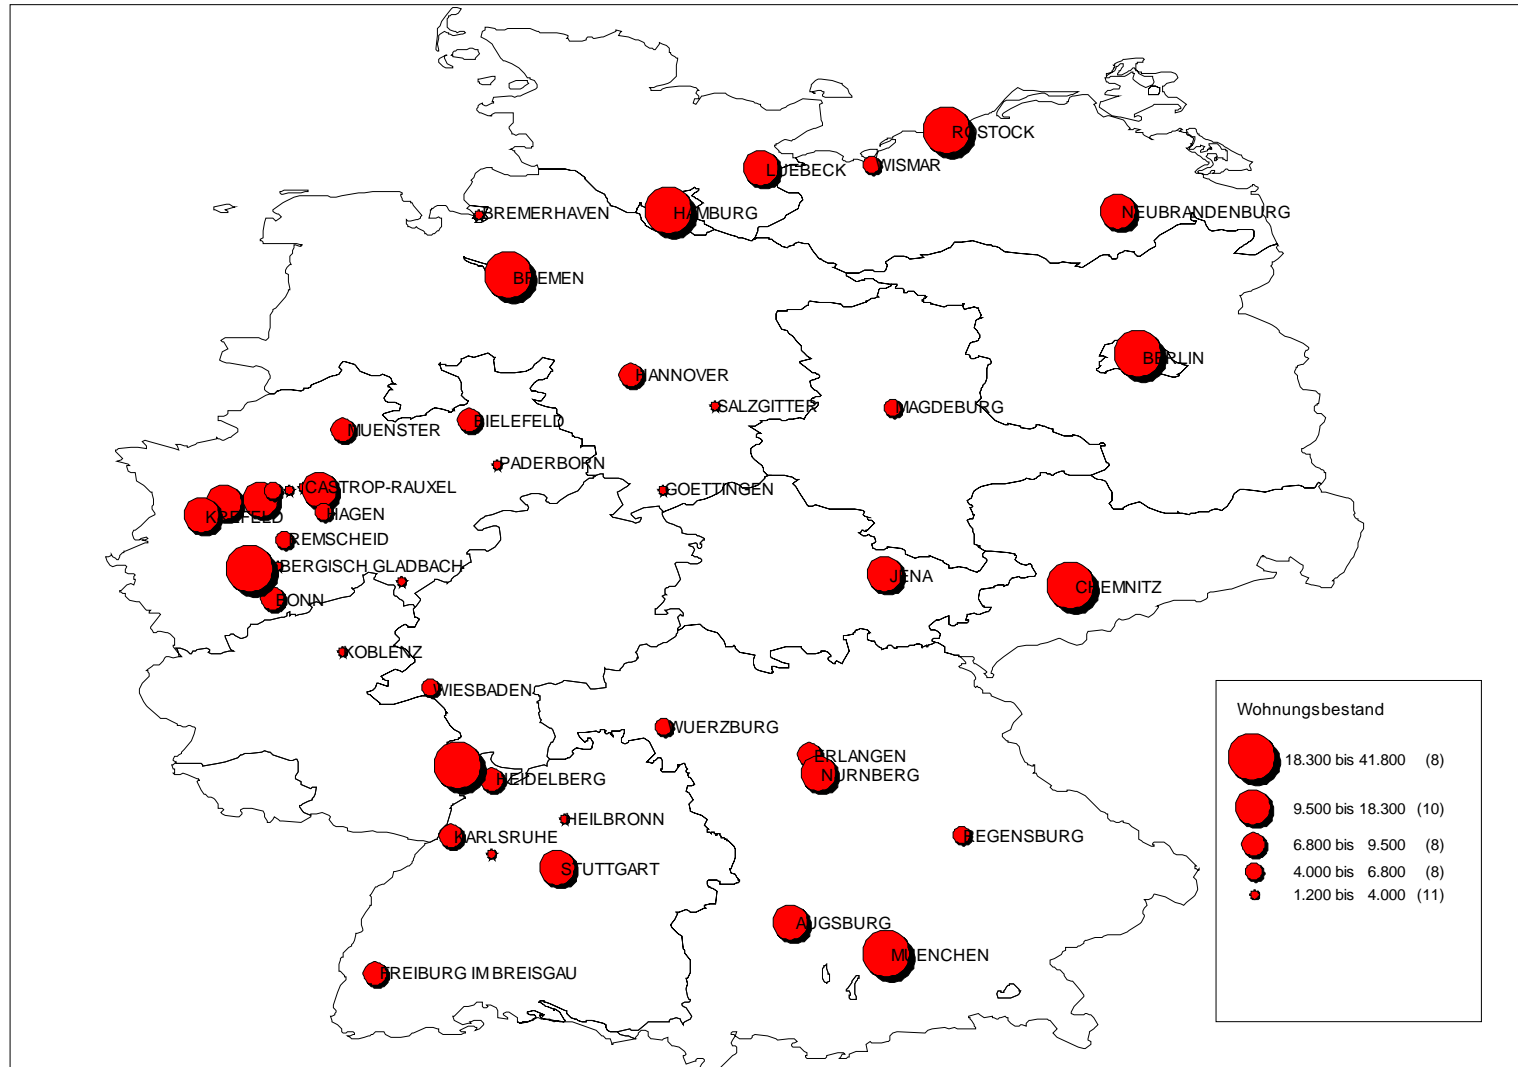 ROSTOCK
LUEBECK
WISMAR
BREMERHAVEN
HAMBURG
NEUBRANDENBURG
BREMEN
BERLIN
HANNOVER
SALZGITTER
MAGDEBURG
BIELEFELD
MUENSTER
PADERBORN
CASTROP-RAUXEL
GOETTINGEN
KREFELD
HAGEN
REMSCHEID
BERGISCH GLADBACH
JENA
CHEMNITZ
BONN
KOBLENZ
WIESBADEN
WUERZBURG
ERLANGEN
NURNBERG
HEIDELBERG
HEILBRONN
KARLSRUHE
REGENSBURG
STUTTGART
AUGSBURG
MUENCHEN
FREIBURG IM BREISGAU
Wohnungsbestand
18.300 bis 41.800 (8)
9.500 bis 18.300 (10)
6.800 bis 9.500 (8)
4.000 bis 6.800 (8)
1.200 bis 4.000 (11)